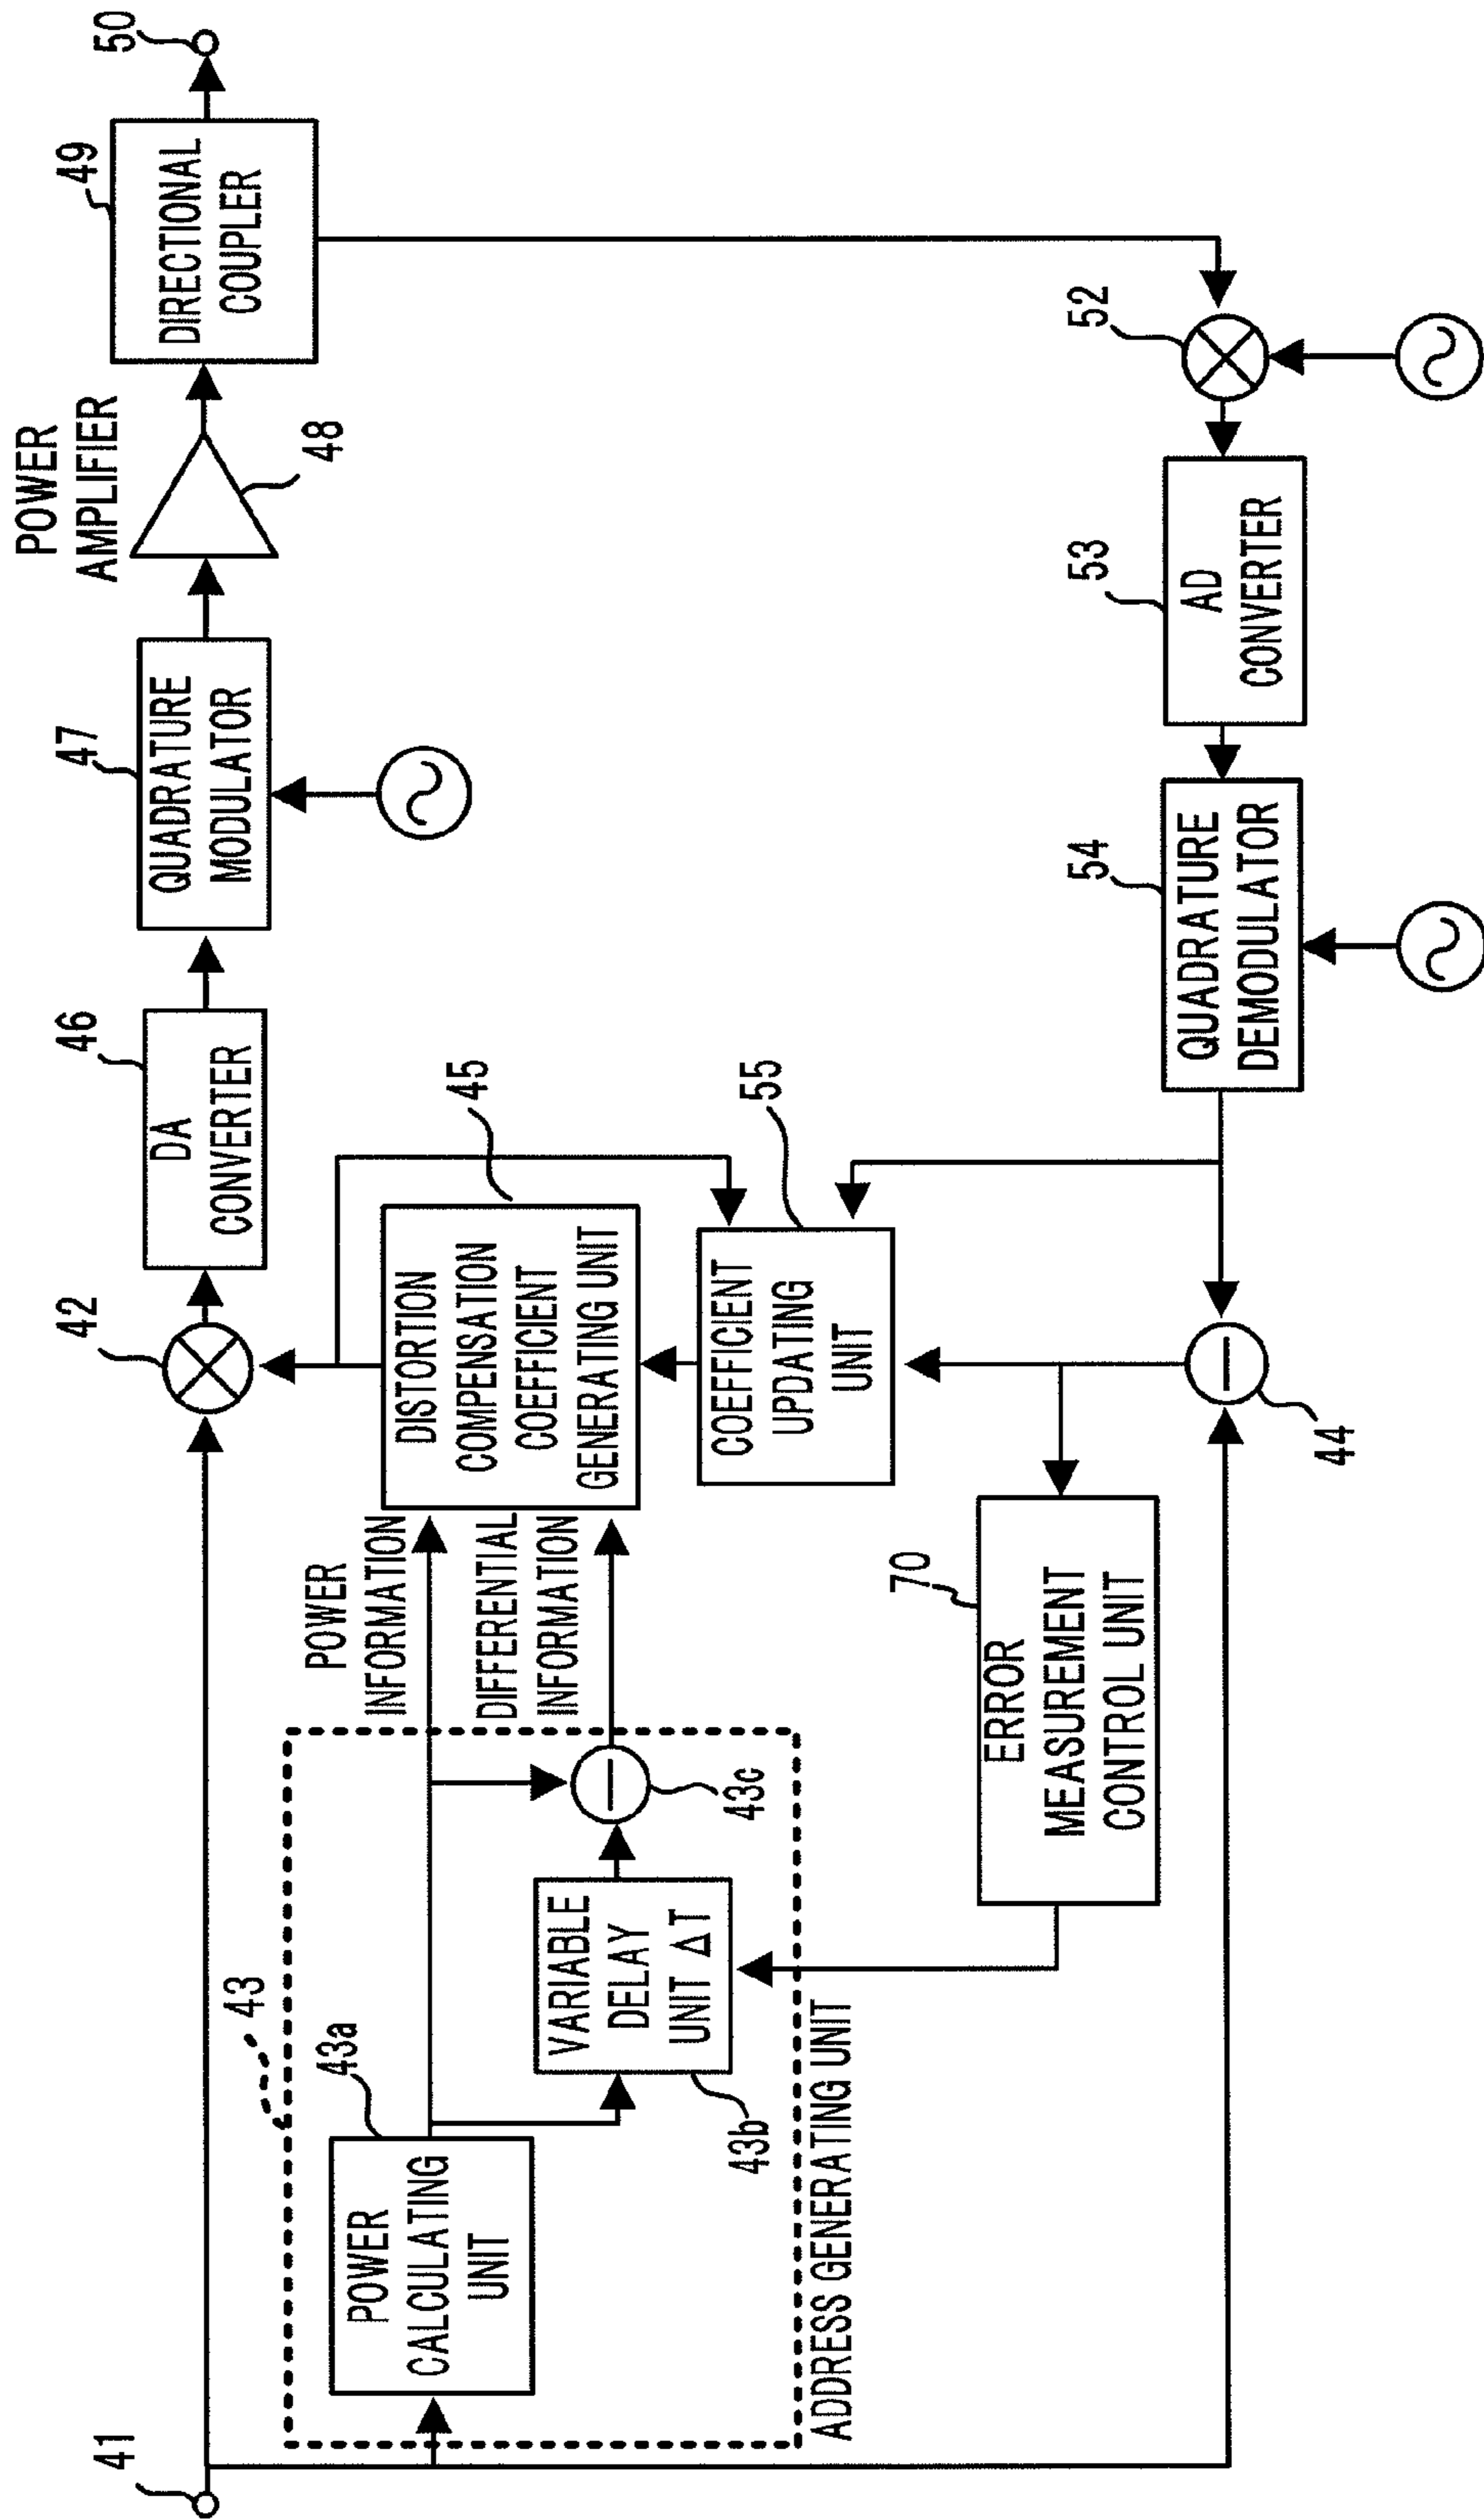 41
42
46
DA
CONVERTER
47
QUADRATURE
MODULATOR
POWER
AMPLIFIER
48
49
DIRECTIONAL
COUPLER
50
43
43a
POWER
CALCULATING
UNIT
VARIABLE
DELAY
UNIT ΔT
43b
43c
ADDRESS GENERATING UNIT
POWER
INFORMATION
DIFFERENTIAL
INFORMATION
45
DISTORTION
COMPENSATION
COEFFICIENT
GENERATING UNIT
55
COEFFICIENT
UPDATING
UNIT
70
ERROR
MEASUREMENT
CONTROL UNIT
44
54
QUADRATURE
DEMODULATOR
53
AD
CONVERTER
52